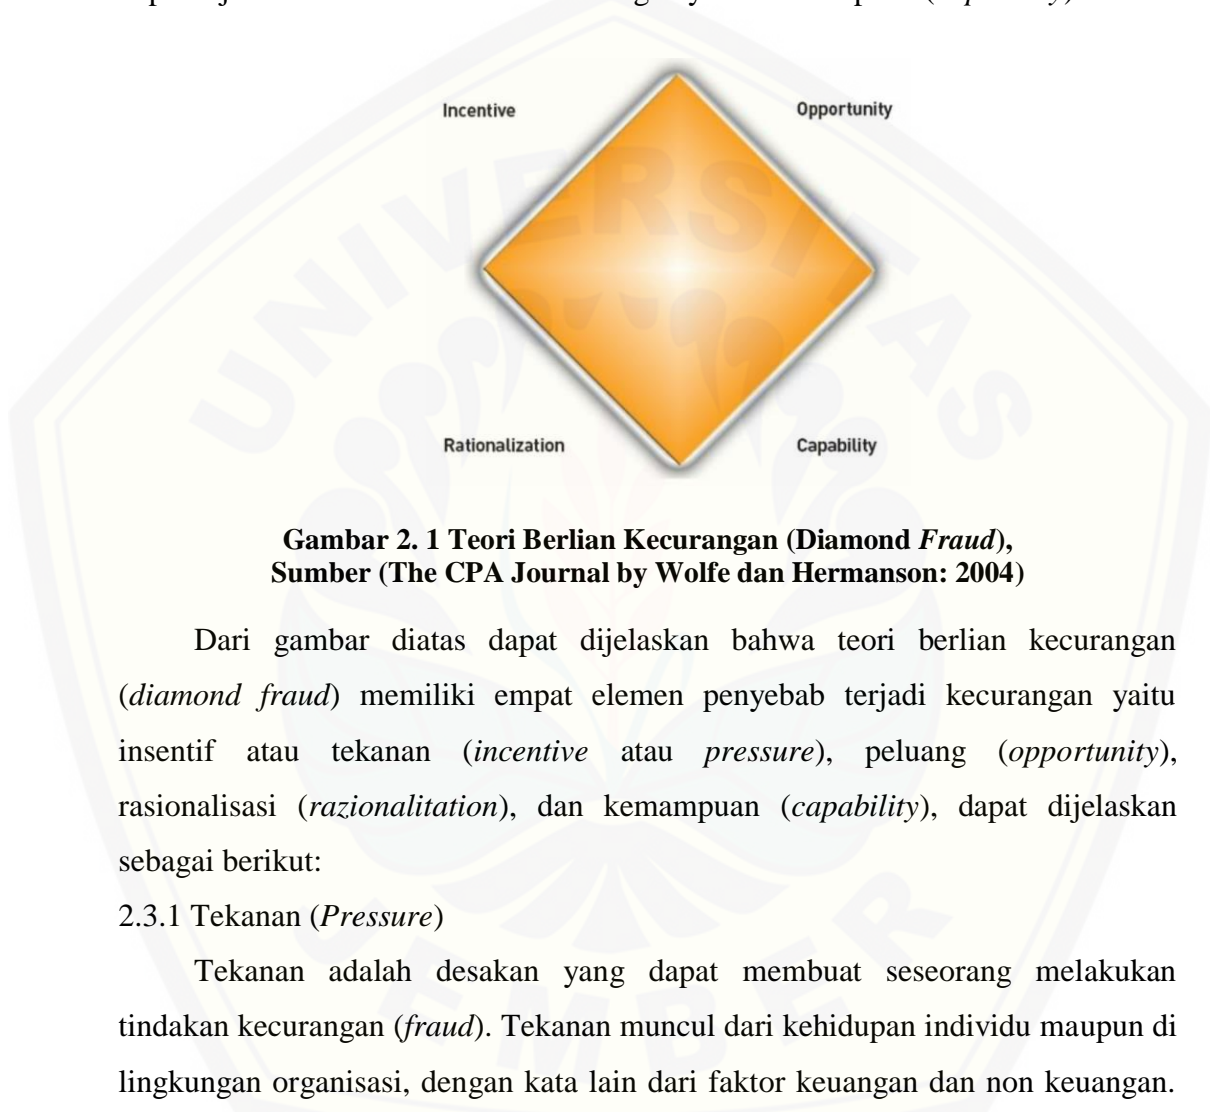 Incentive Opportunity
Rationalization Capability
Gambar 2. 1 Teori Berlian Kecurangan (Diamond Fraud),
Sumber (The CPA Journal by Wolfe dan Hermanson: 2004)
Dari gambar diatas dapat dijelaskan bahwa teori berlian kecurangan
(diamond fraud) memiliki empat elemen penyebab terjadi kecurangan yaitu
insentif atau tekanan (incentive atau pressure), peluang (opportunity),
rasionalisasi (razionalitation), dan kemampuan (capability), dapat dijelaskan
sebagai berikut:
2.3.1 Tekanan (Pressure)
Tekanan adalah desakan yang dapat membuat seseorang melakukan
tindakan kecurangan (fraud). Tekanan muncul dari kehidupan individu maupun di
lingkungan organisasi, dengan kata lain dari faktor keuangan dan non keuangan.
UNIVERSITAS
JEMBER